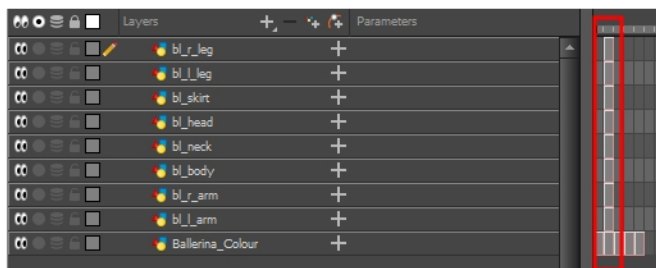 Layers Parameters
bl_r_leg
bl_l_leg
bl_skirt
bl_head
bl_neck
bl_body
bl_r_arm
bl_l_arm
Ballerina_Colour